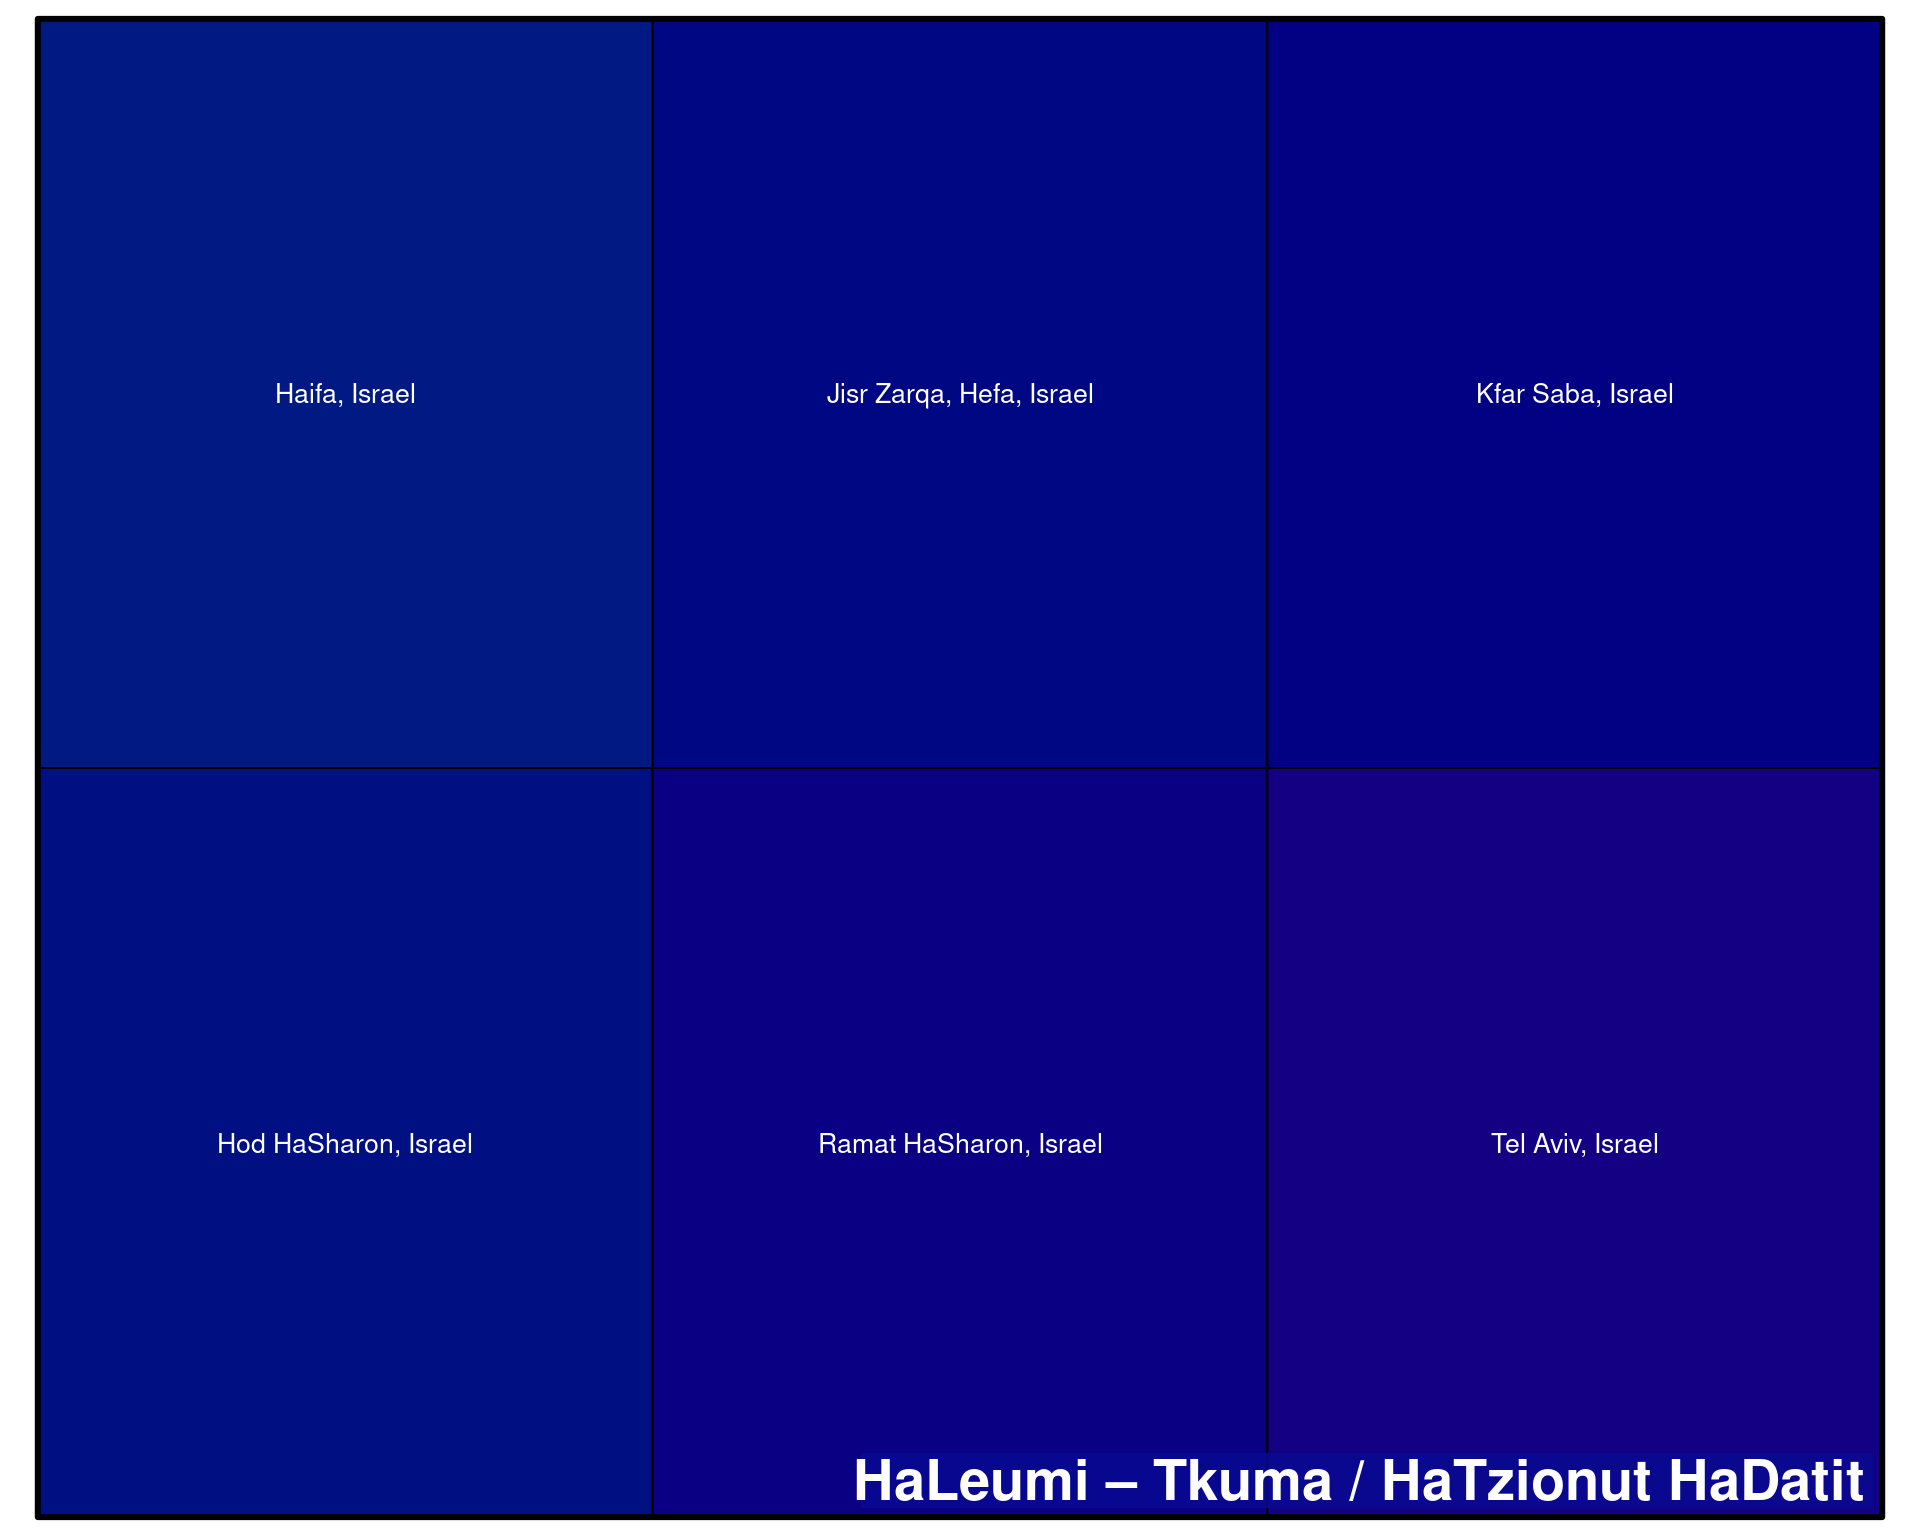 Haifa, Israel
Jisr Zarqa, Hefa, Israel
Kfar Saba, Israel
Hod HaSharon, Israel
Ramat HaSharon, Israel
Tel Aviv, Israel
HaLeumi – Tkuma / HaTzionut HaDatit